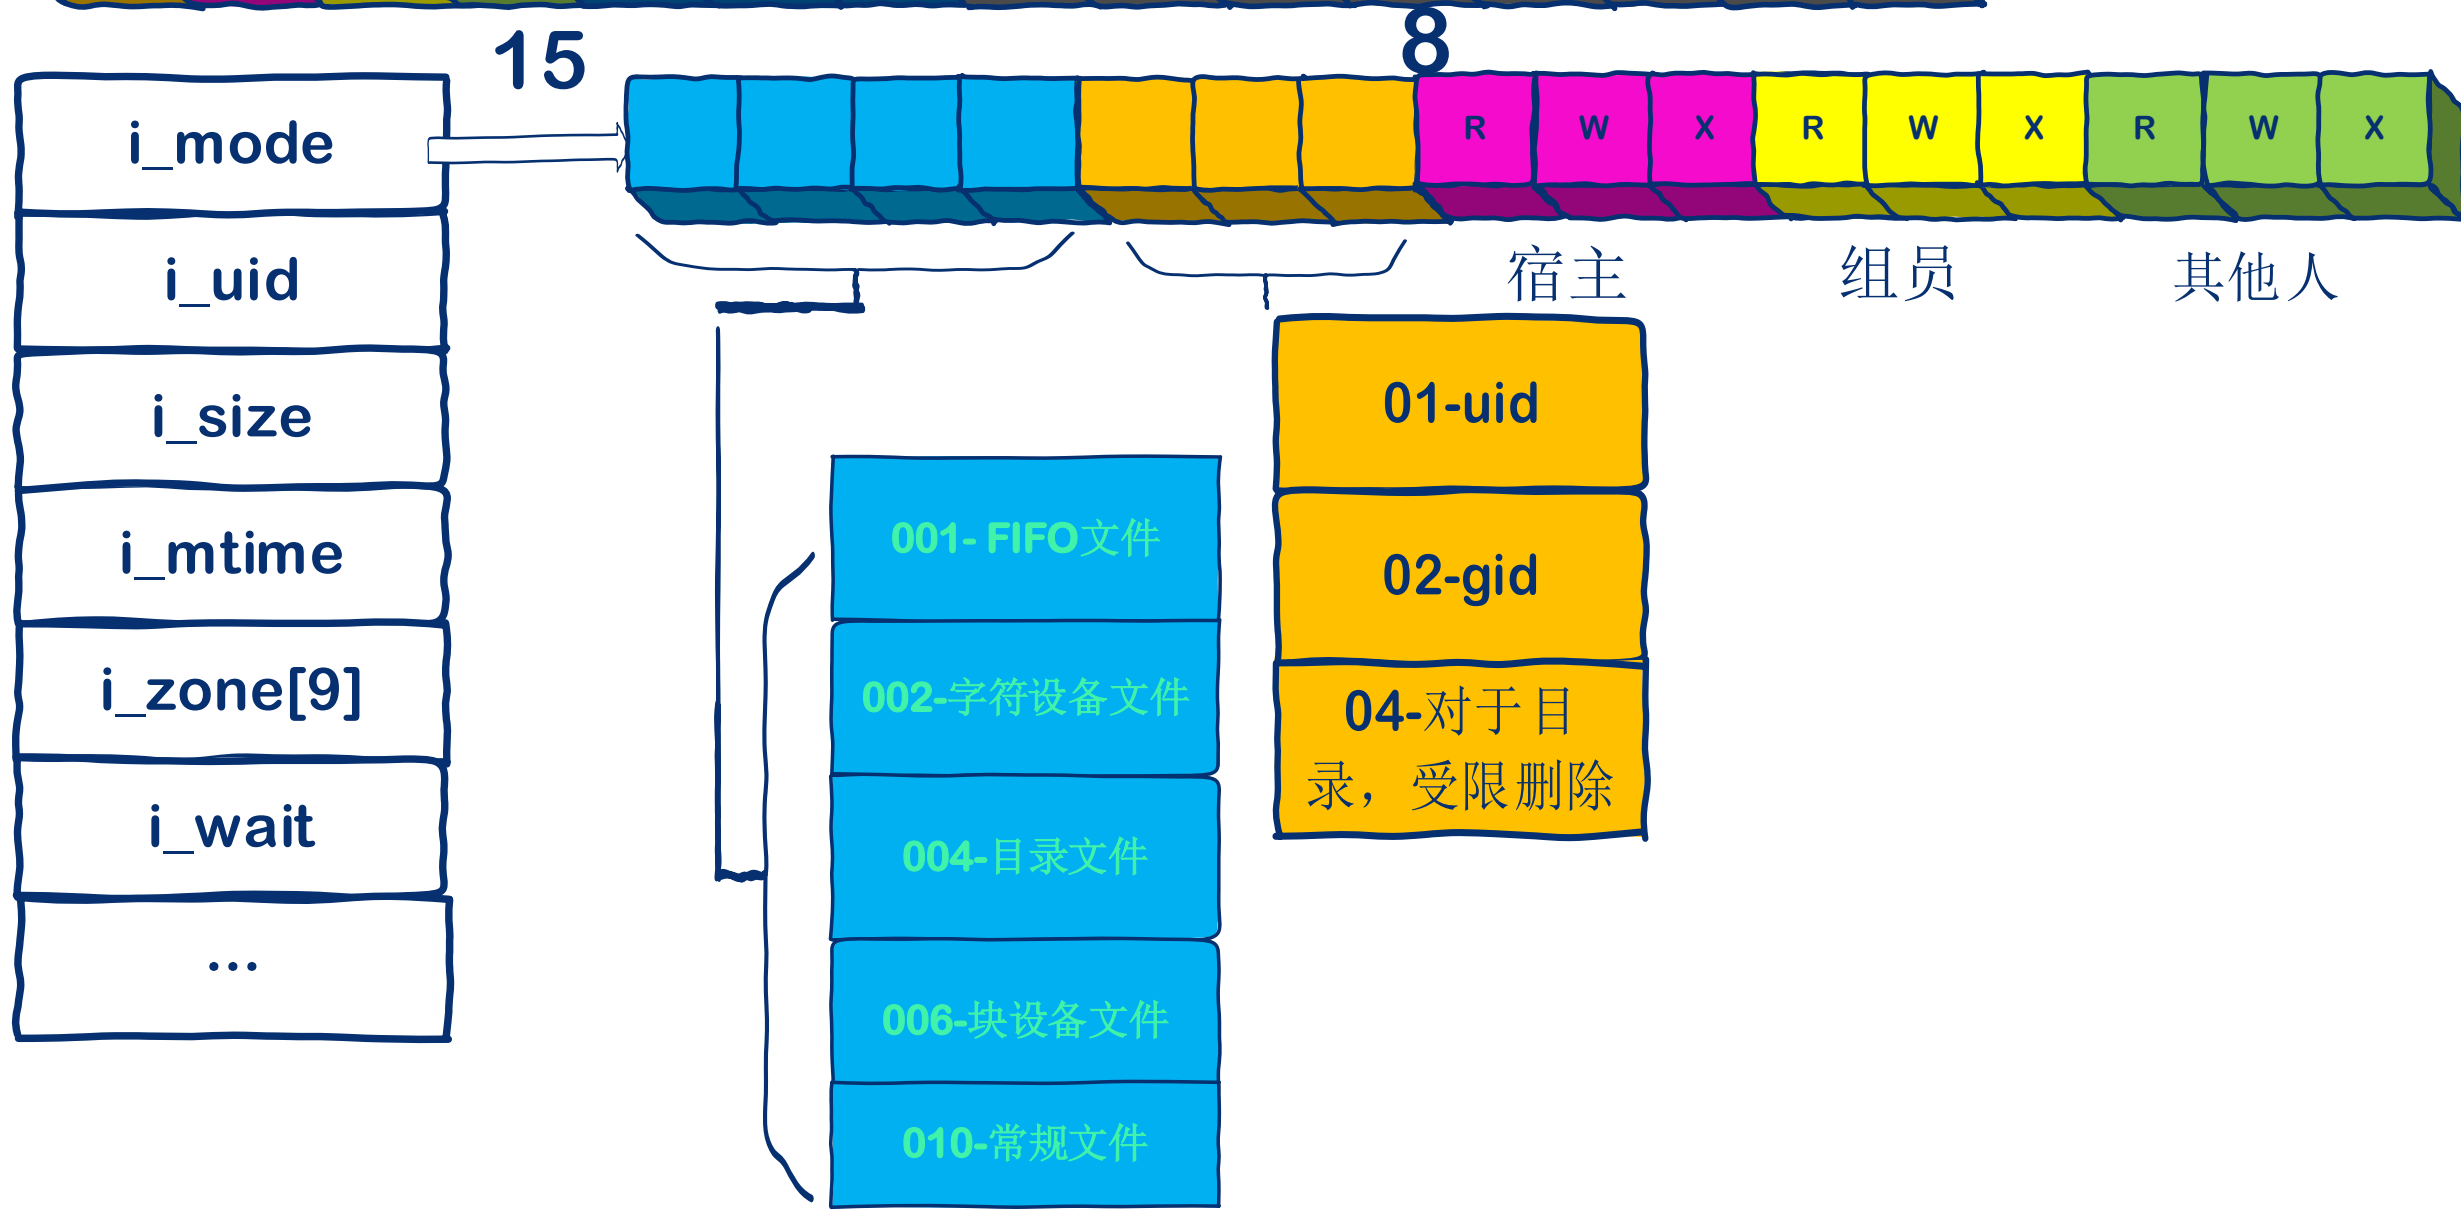 15
8
i_mode
R W X R W X R W X
宿主
组员
其他人
i_uid
i_size
i_mtime
i_zone[9]
i_wait
...
001- FIFO文件
002-字符设备文件
004-目录文件
006-块设备文件
010-常规文件
01-uid
02-gid
04-对于目
录，受限删除